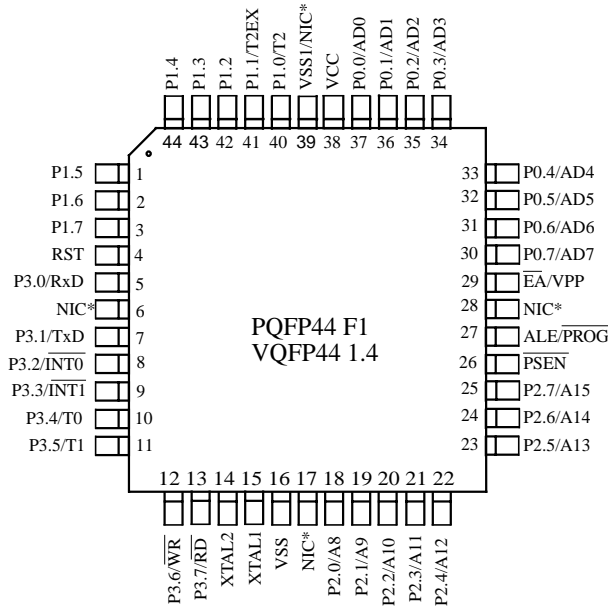 P1.4
P1.3
P1.2
P1.1/T2EX
P1.0/T2
VSS1/NIC*
VCC
P0.0/AD0
P0.1/AD1
P0.2/AD2
P0.3/AD3
44 43 42 41 40 39 38 37 36 35 34
P1.5 1
P1.6 2
P1.7 3
RST 4
P3.0/RxD 5
NIC* 6
P3.1/TxD 7
P3.2/INT0 8
P3.3/INT1 9
P3.4/T0 10
P3.5/T1 11
PQFP44 F1
VQFP44 1.4
33 P0.4/AD4
32 P0.5/AD5
31 P0.6/AD6
30 P0.7/AD7
29 EA/VPP
28 NIC*
27 ALE/PROG
26 PSEN
25 P2.7/A15
24 P2.6/A14
23 P2.5/A13
12 13 14 15 16 17 18 19 20 21 22
P3.6/WR
P3.7/RD
XTAL2
XTAL1
VSS
NIC*
P2.0/A8
P2.1/A9
P2.2/A10
P2.3/A11
P2.4/A12